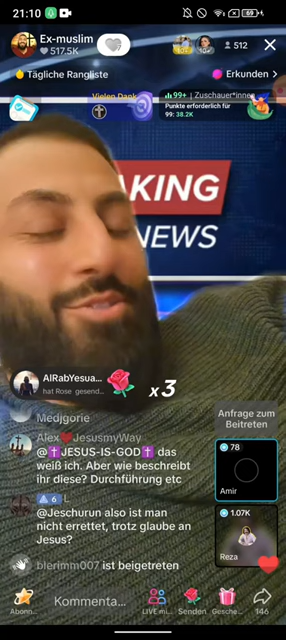 21:10
69
Ex-muslim
517.5K
512
Tägliche Rangliste
Erkunden >
Vielen Dank
99+ | Zuschauer*innen
Punkte erforderlich für
99: 38.2K
AKING
NEWS
AlRabYesua...
hat Rose gesend...
x3
Medjgorie
Anfrage zum
Beitreten
Alex❤️JesusmyWay
@✝️JESUS-IS-GOD✝️ das
weiß ich. Aber wie beschreibt
ihr diese? Durchführung etc
78
Amir
6 L
@Jeschurun also ist man
nicht errettet, trotz glaube an
Jesus?
1.07K
Reza
blerimm007 ist beigetreten
Abonn...
Kommenta...
LIVE mi...
Senden
Gesche...
146